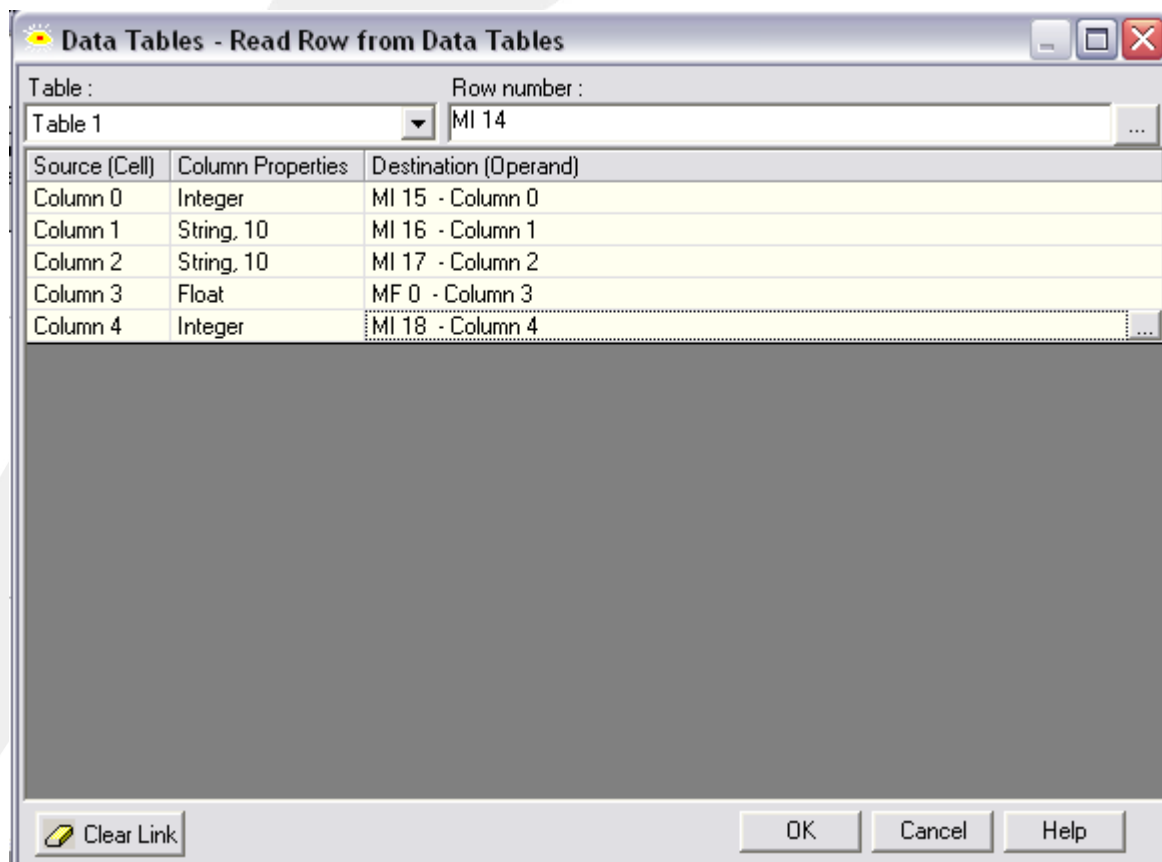 Data Tables - Read Row from Data Tables
Table : Row number :
Table 1 MI 14 ...
Source (Cell) Column Properties Destination (Operand)
Column 0 Integer MI 15 - Column 0
Column 1 String, 10 MI 16 - Column 1
Column 2 String, 10 MI 17 - Column 2
Column 3 Float MF 0 - Column 3
Column 4 Integer MI 18 - Column 4 ...
Clear Link OK Cancel Help